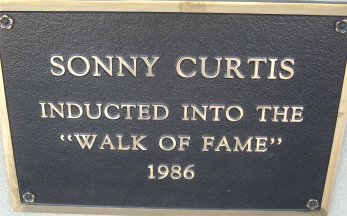 SONNY CURTIS
INDUCTED INTO THE
“WALK OF FAME”
1986